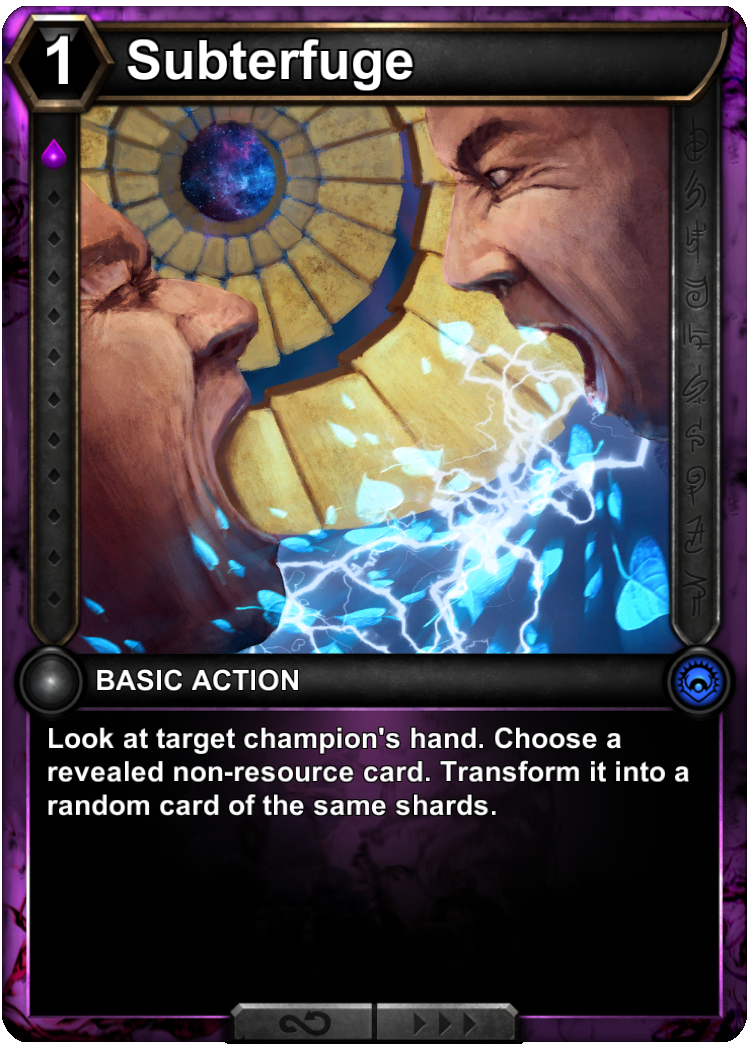 1
Subterfuge
BASIC ACTION
Look at target champion's hand. Choose a
revealed non-resource card. Transform it into a
random card of the same shards.